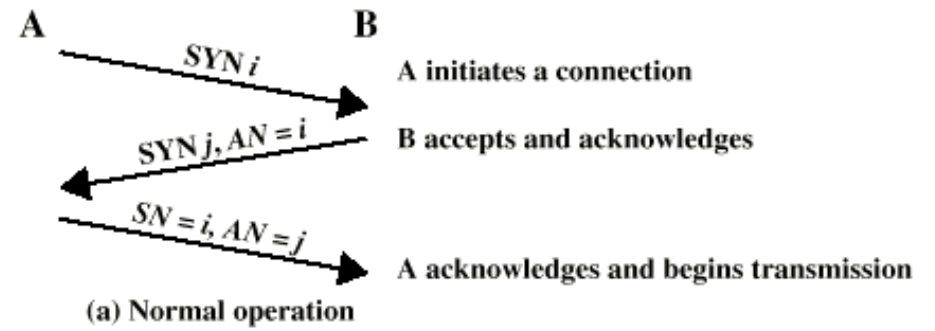 A
B
SYN i
A initiates a connection
SYN j, AN = i
B accepts and acknowledges
SN = i, AN = j
A acknowledges and begins transmission
(a) Normal operation